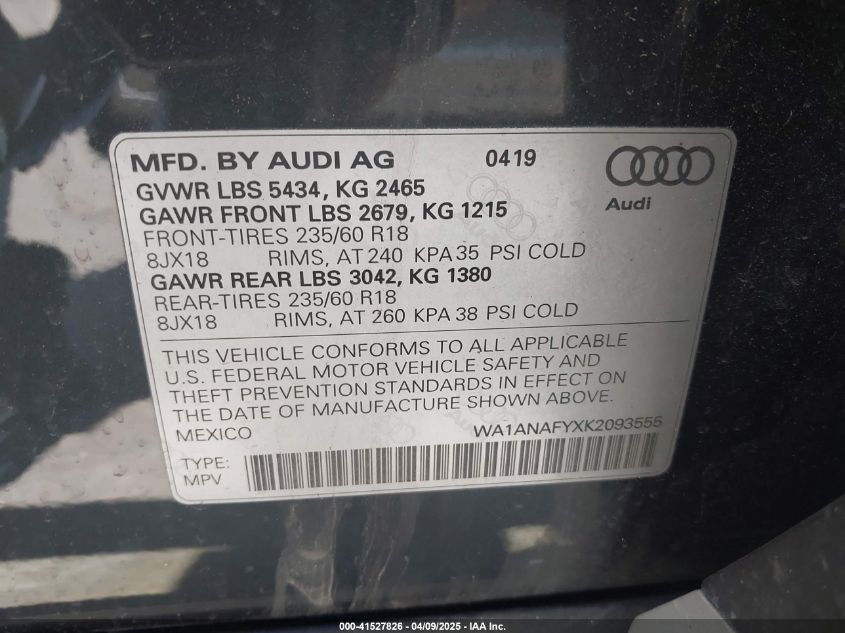 MFD. BY AUDI AG 0419
GVWR LBS 5434, KG 2465
GAWR FRONT LBS 2679, KG 1215
Audi
FRONT-TIRES 235/60 R18
8JX18 RIMS, AT 240 KPA 35 PSI COLD
GAWR REAR LBS 3042, KG 1380
REAR-TIRES 235/60 R18
8JX18 RIMS, AT 260 KPA 38 PSI COLD
THIS VEHICLE CONFORMS TO ALL APPLICABLE
U.S. FEDERAL MOTOR VEHICLE SAFETY AND
THEFT PREVENTION STANDARDS IN EFFECT ON
THE DATE OF MANUFACTURE SHOWN ABOVE.
MEXICO WA1ANAFYXK2093555
TYPE:
MPV
000-41527826 - 04/09/2025 - IAA Inc.